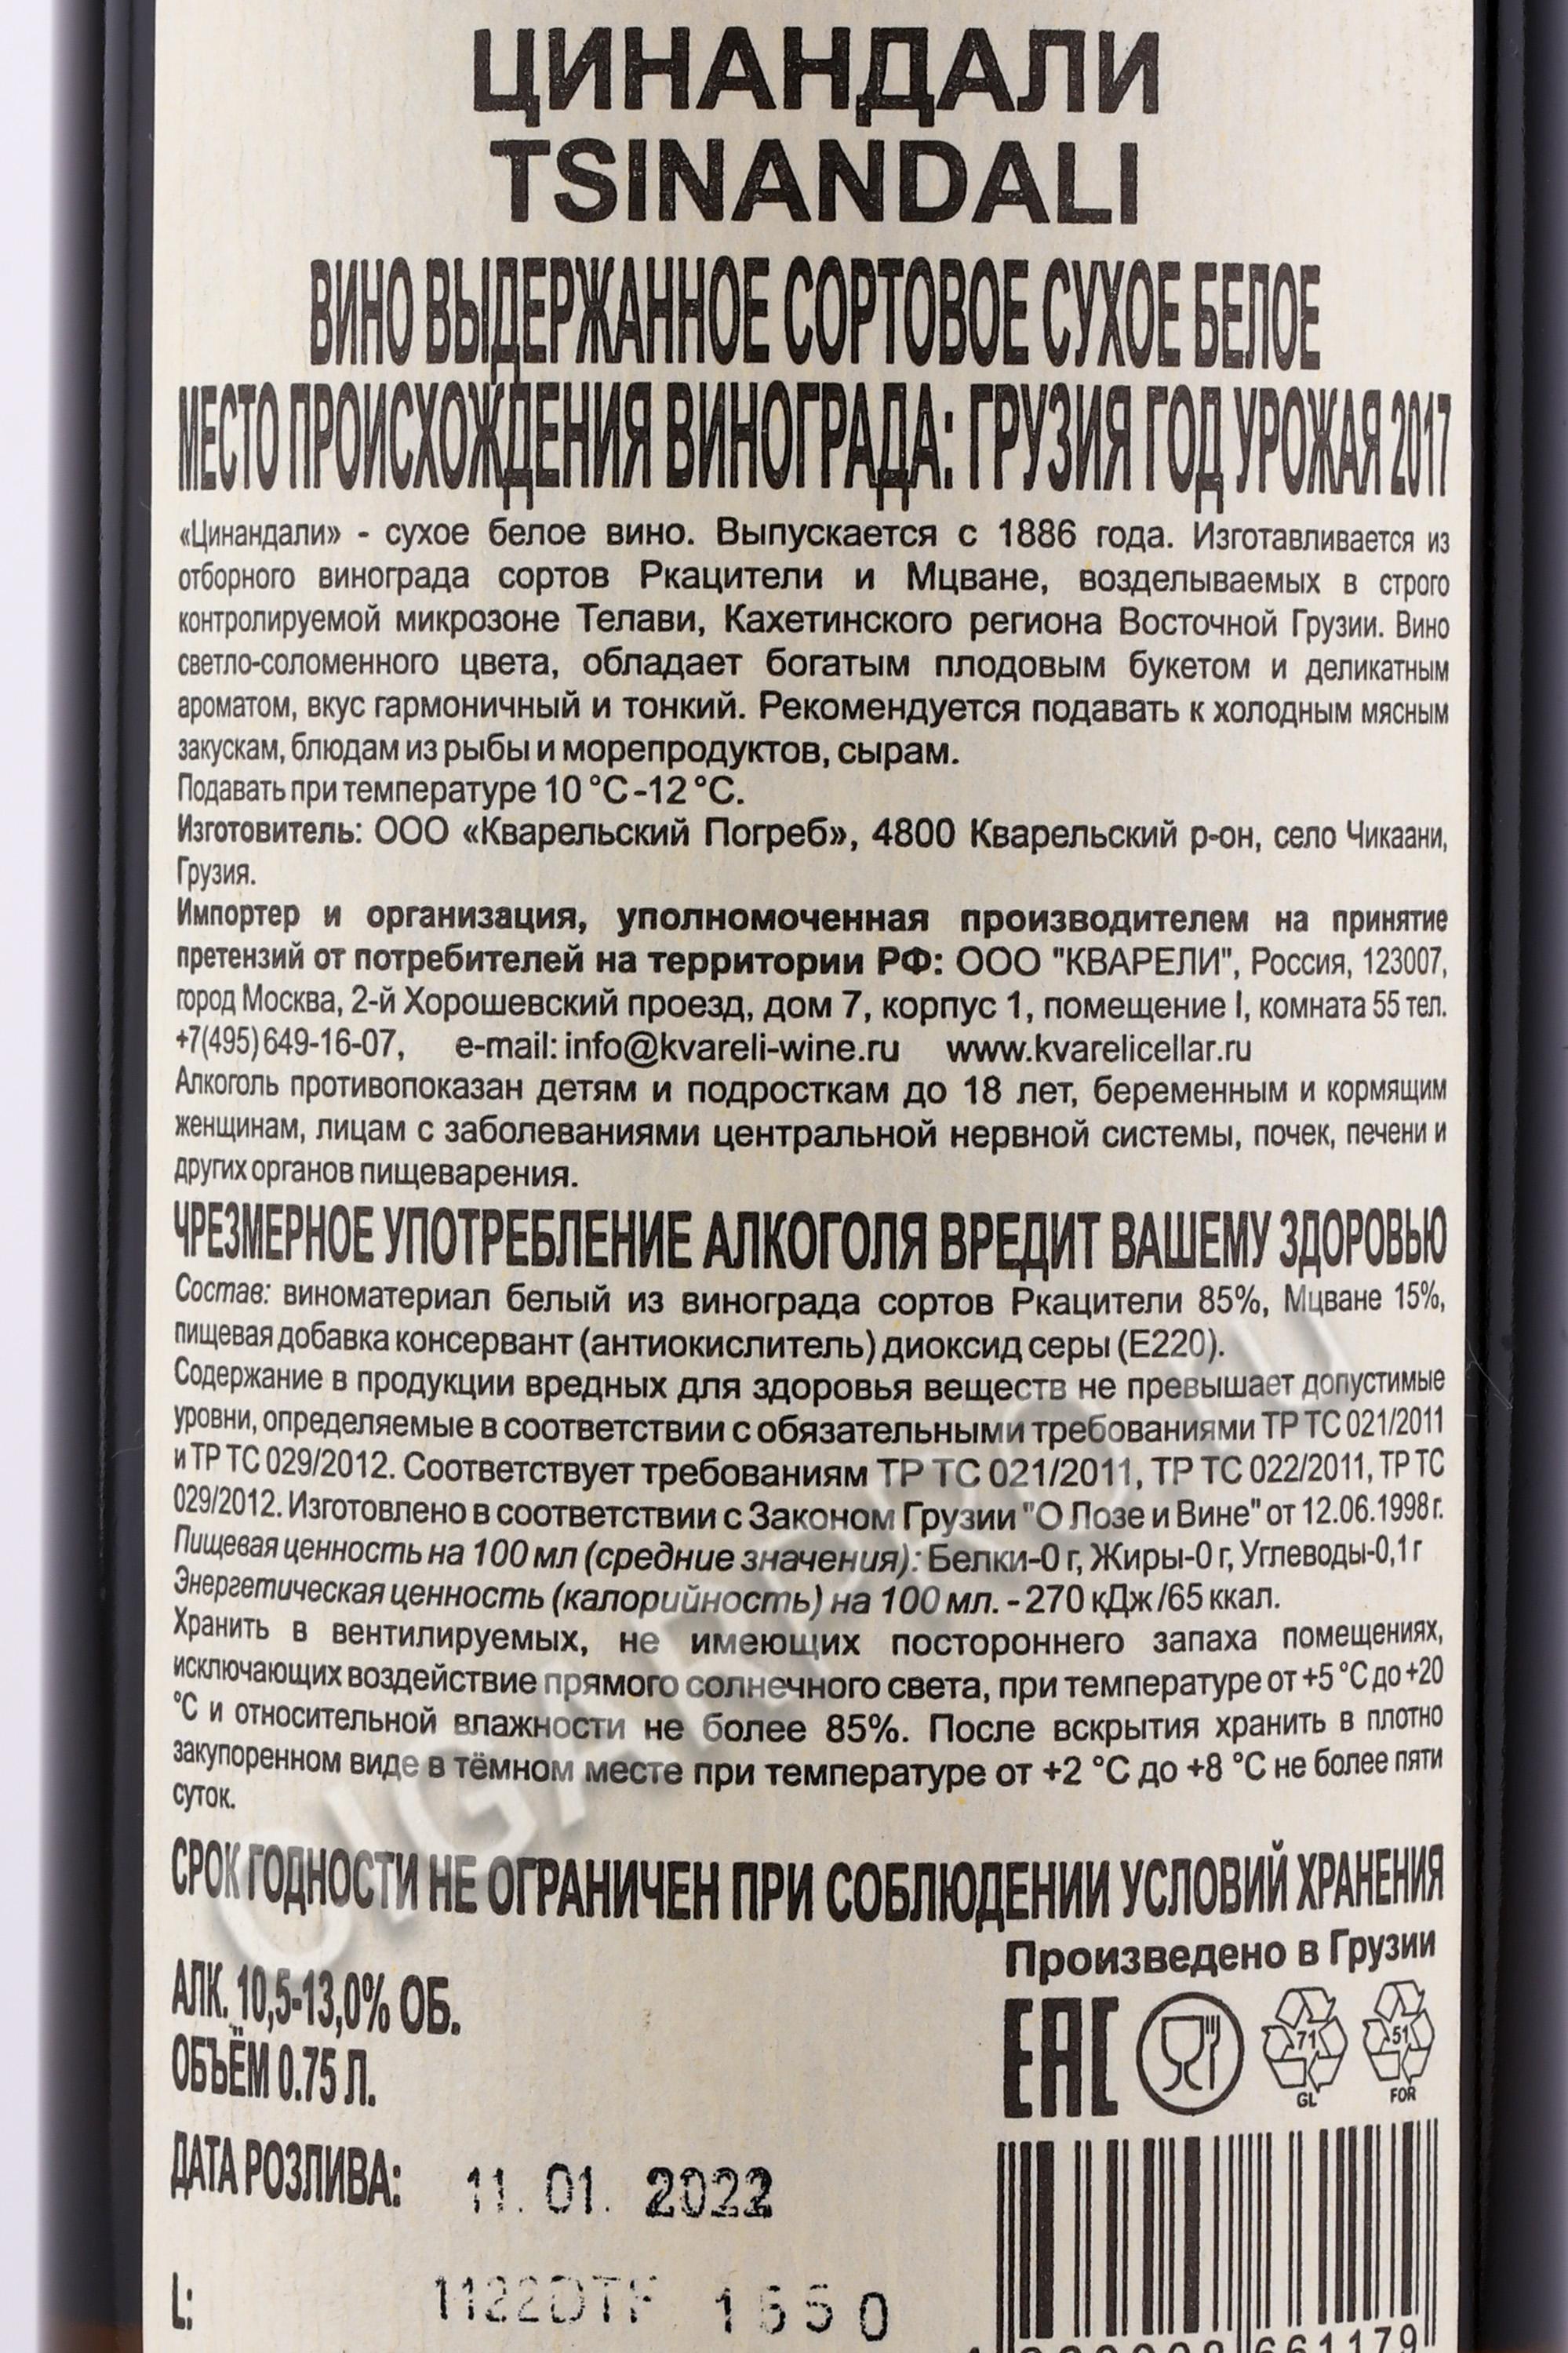 ЦИНАНДАЛИ
TSINANDALI
ВИНО ВЫДЕРЖАННОЕ СОРТОВОЕ СУХОЕ БЕЛОЕ
МЕСТО ПРОИСХОЖДЕНИЯ ВИНОГРАДА: ГРУЗИЯ ГОД УРОЖАЯ 2017
«Цинандали» - сухое белое вино. Выпускается с 1886 года. Изготавливается из
отборного винограда сортов Ркацители и Мцване, возделываемых в строго
контролируемой микрозоне Телави, Кахетинского региона Восточной Грузии. Вино
светло-соломенного цвета, обладает богатым плодовым букетом и деликатным
ароматом, вкус гармоничный и тонкий. Рекомендуется подавать к холодным мясным
закускам, блюдам из рыбы и морепродуктов, сырам.
Подавать при температуре 10 °С -12 °С.
Изготовитель: ООО «Кварельский Погреб», 4800 Кварельский р-он, село Чикаани,
Грузия.
Импортер и организация, уполномоченная производителем на принятие
претензий от потребителей на территории РФ: ООО "КВАРЕЛИ", Россия, 123007,
город Москва, 2-й Хорошевский проезд, дом 7, корпус 1, помещение I, комната 55 тел.
+7(495) 649-16-07, e-mail: info@kvareli-wine.ru www.kvarelicellar.ru
Алкоголь противопоказан детям и подросткам до 18 лет, беременным и кормящим
женщинам, лицам с заболеваниями центральной нервной системы, почек, печени и
других органов пищеварения.
ЧРЕЗМЕРНОЕ УПОТРЕБЛЕНИЕ АЛКОГОЛЯ ВРЕДИТ ВАШЕМУ ЗДОРОВЬЮ
Состав: виноматериал белый из винограда сортов Ркацители 85%, Мцване 15%,
пищевая добавка консервант (антиокислитель) диоксид серы (Е220).
Содержание в продукции вредных для здоровья веществ не превышает допустимые
уровни, определяемые в соответствии с обязательными требованиями ТР ТС 021/2011
и ТР ТС 029/2012. Соответствует требованиям ТР ТС 021/2011, ТР ТС 022/2011, ТР ТС
029/2012. Изготовлено в соответствии с Законом Грузии "О Лозе и Вине" от 12.06.1998 г.
Пищевая ценность на 100 мл (средние значения): Белки-0 г, Жиры-0 г, Углеводы-0,1 г
Энергетическая ценность (калорийность) на 100 мл. - 270 кДж /65 ккал.
Хранить в вентилируемых, не имеющих постороннего запаха помещениях,
исключающих воздействие прямого солнечного света, при температуре от +5 °С до +20
°С и относительной влажности не более 85%. После вскрытия хранить в плотно
закупоренном виде в тёмном месте при температуре от +2 °С до +8 °С не более пяти
суток.
СРОК ГОДНОСТИ НЕ ОГРАНИЧЕН ПРИ СОБЛЮДЕНИИ УСЛОВИЙ ХРАНЕНИЯ
Произведено в Грузии
АЛК. 10,5-13,0% ОБ.
ОБЪЁМ 0.75 Л.
EAC
71
GL
51
FOR
ДАТА РОЗЛИВА: 11. 01. 2022
L: 1550
661179